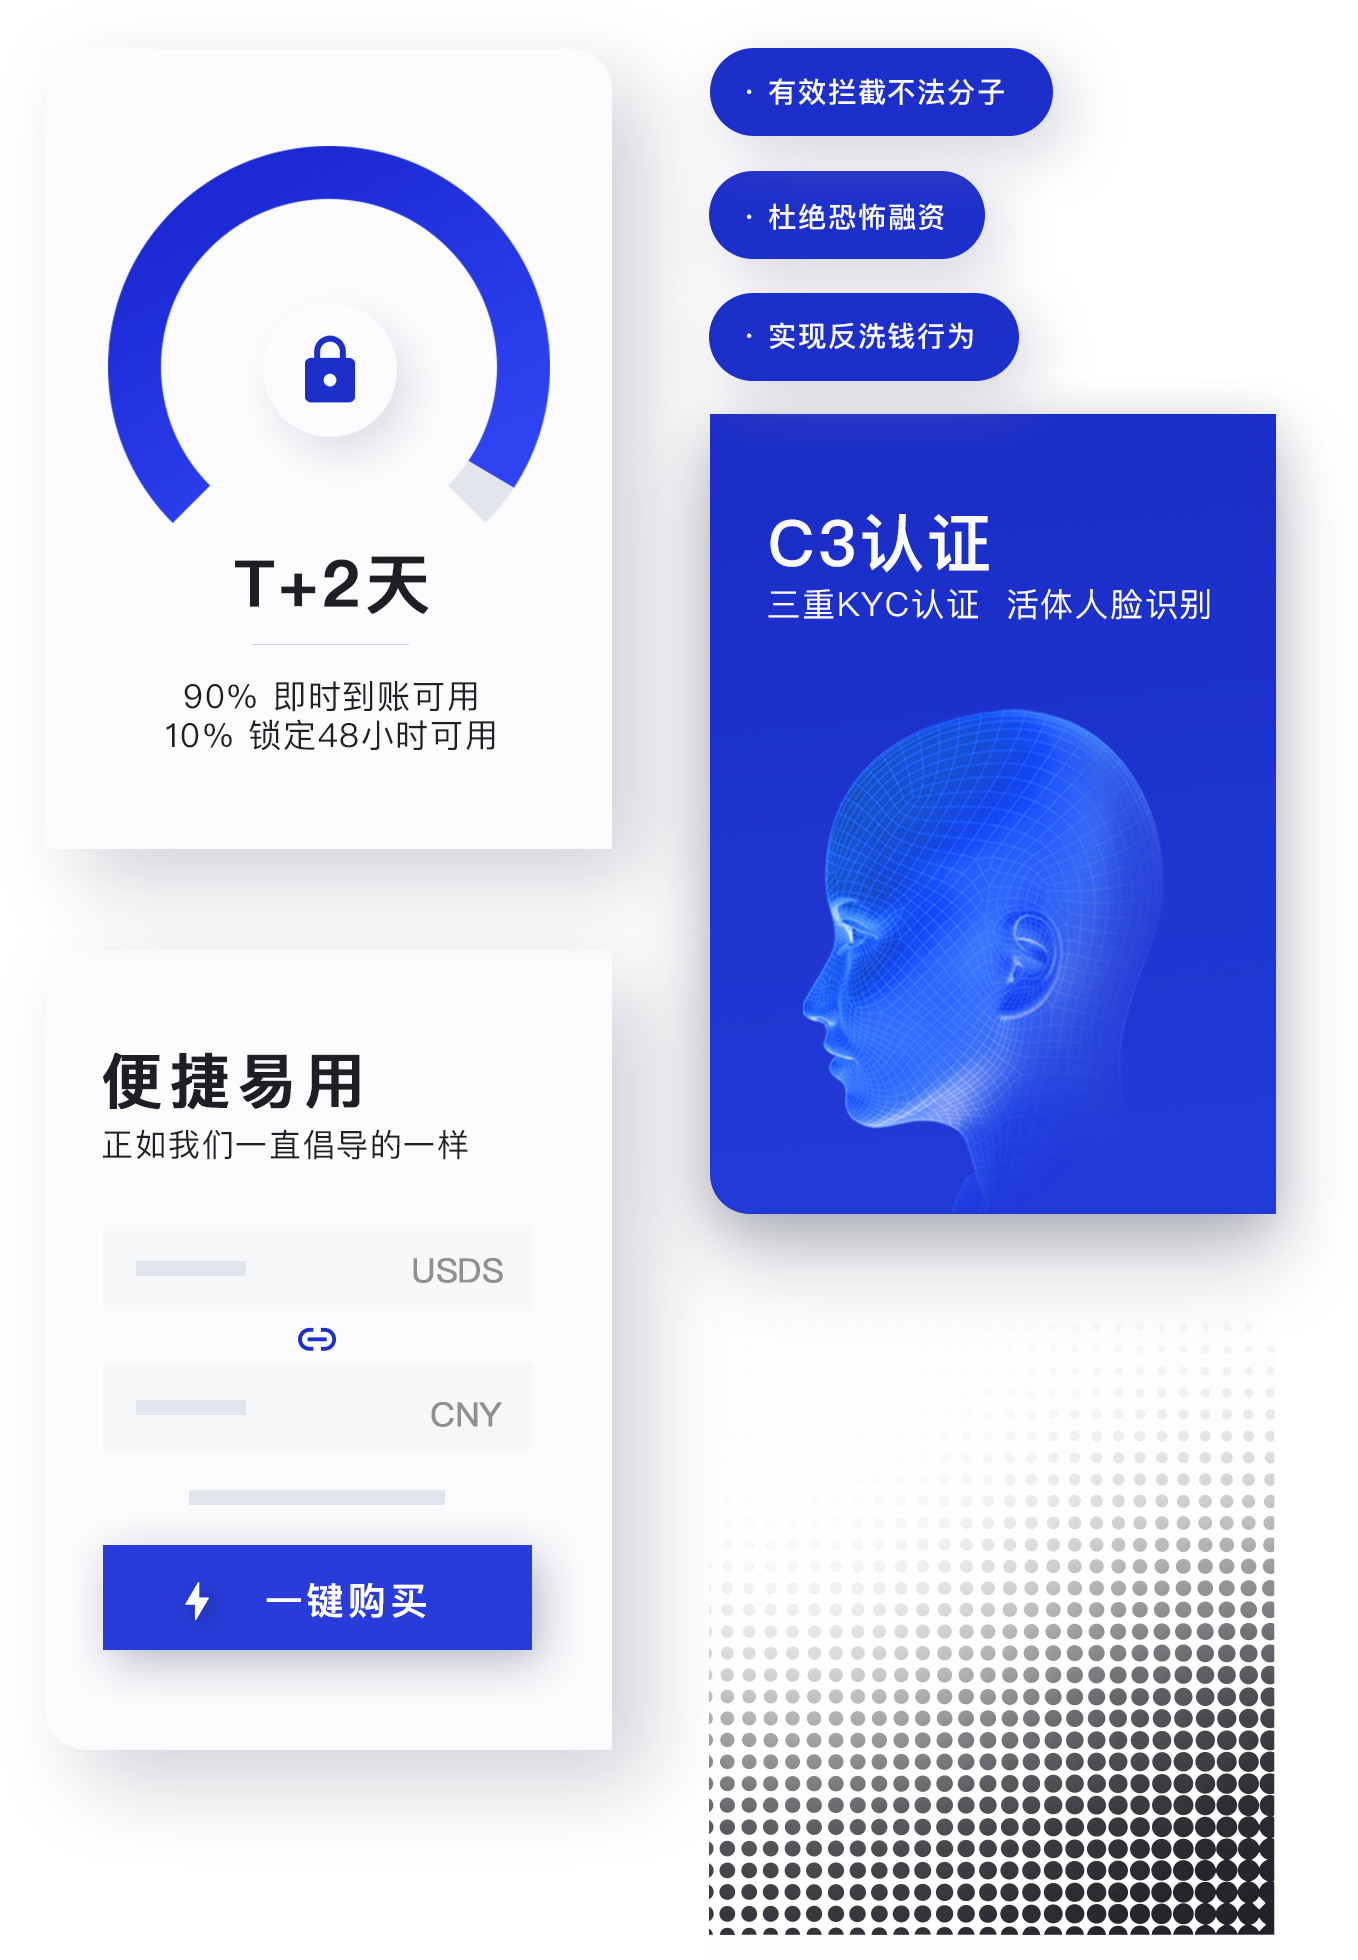 T+2天
90% 即时到账可用
10% 锁定48小时可用
· 有效拦截不法分子
· 杜绝恐怖融资
· 实现反洗钱行为
C3认证
三重KYC认证 活体人脸识别
便捷易用
正如我们一直倡导的一样
USDS
CNY
一键购买